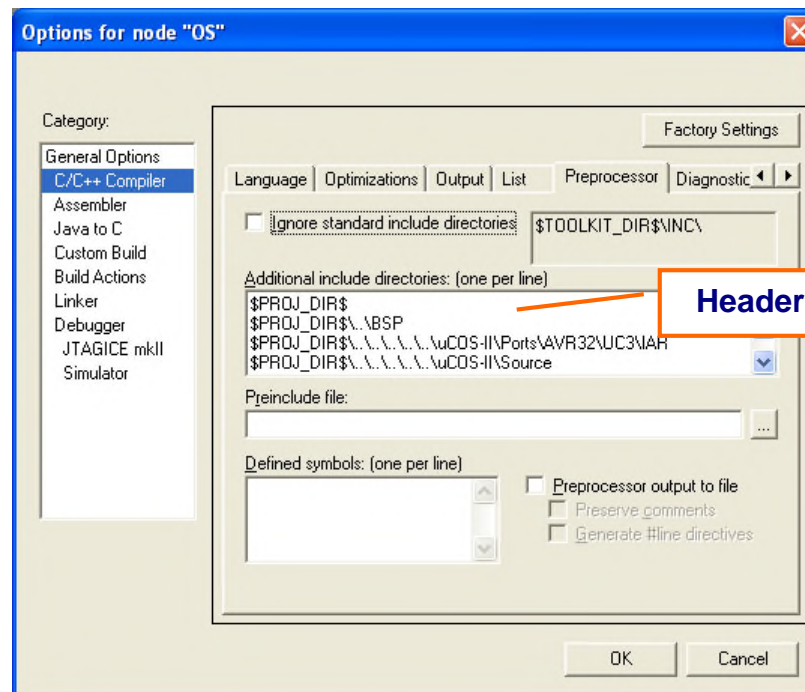 Options for node "OS"
Category:
General Options
C/C++ Compiler
Assembler
Java to C
Custom Build
Build Actions
Linker
Debugger
JTAGICE mkII
Simulator
Factory Settings
Language
Optimizations
Output
List
Preprocessor
Diagnostic
Ignore standard include directories
$TOOLKIT_DIR$\INC\
Additional include directories: (one per line)
$PROJ_DIR$
$PROJ_DIR$\..\BSP
$PROJ_DIR$\..\..\..\..\..\uCOS-II\Ports\AVR32\UC3\IAR
$PROJ_DIR$\..\..\..\..\..\uCOS-II\Source
Header
Preinclude file:
...
Defined symbols: (one per line)
Preprocessor output to file
Preserve comments
Generate #line directives
OK
Cancel